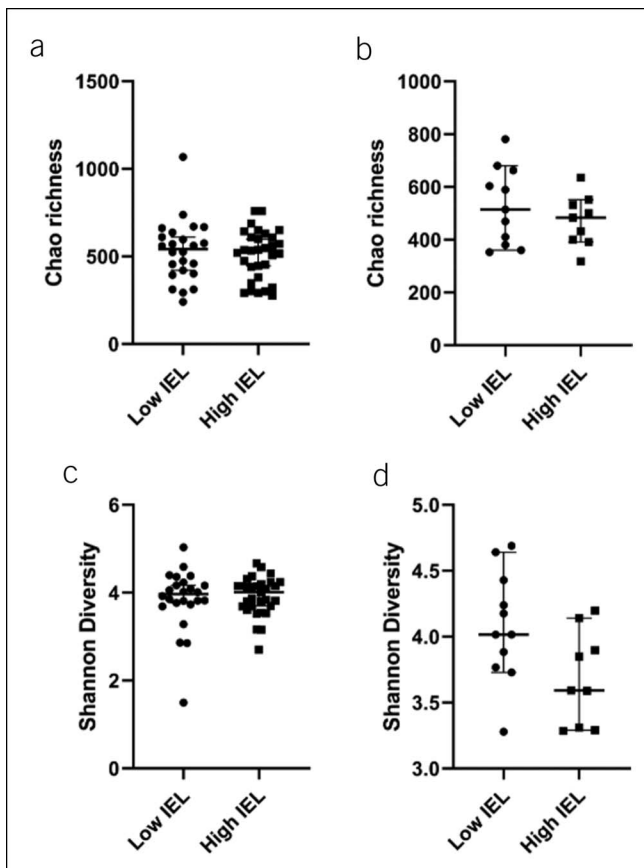 a
Chao richness
1500
1000
500
0
Low IEL
High IEL
b
Chao richness
1000
800
600
400
200
0
Low IEL
High IEL
c
Shannon Diversity
6
4
2
0
Low IEL
High IEL
d
Shannon Diversity
5.0
4.5
4.0
3.5
3.0
Low IEL
High IEL